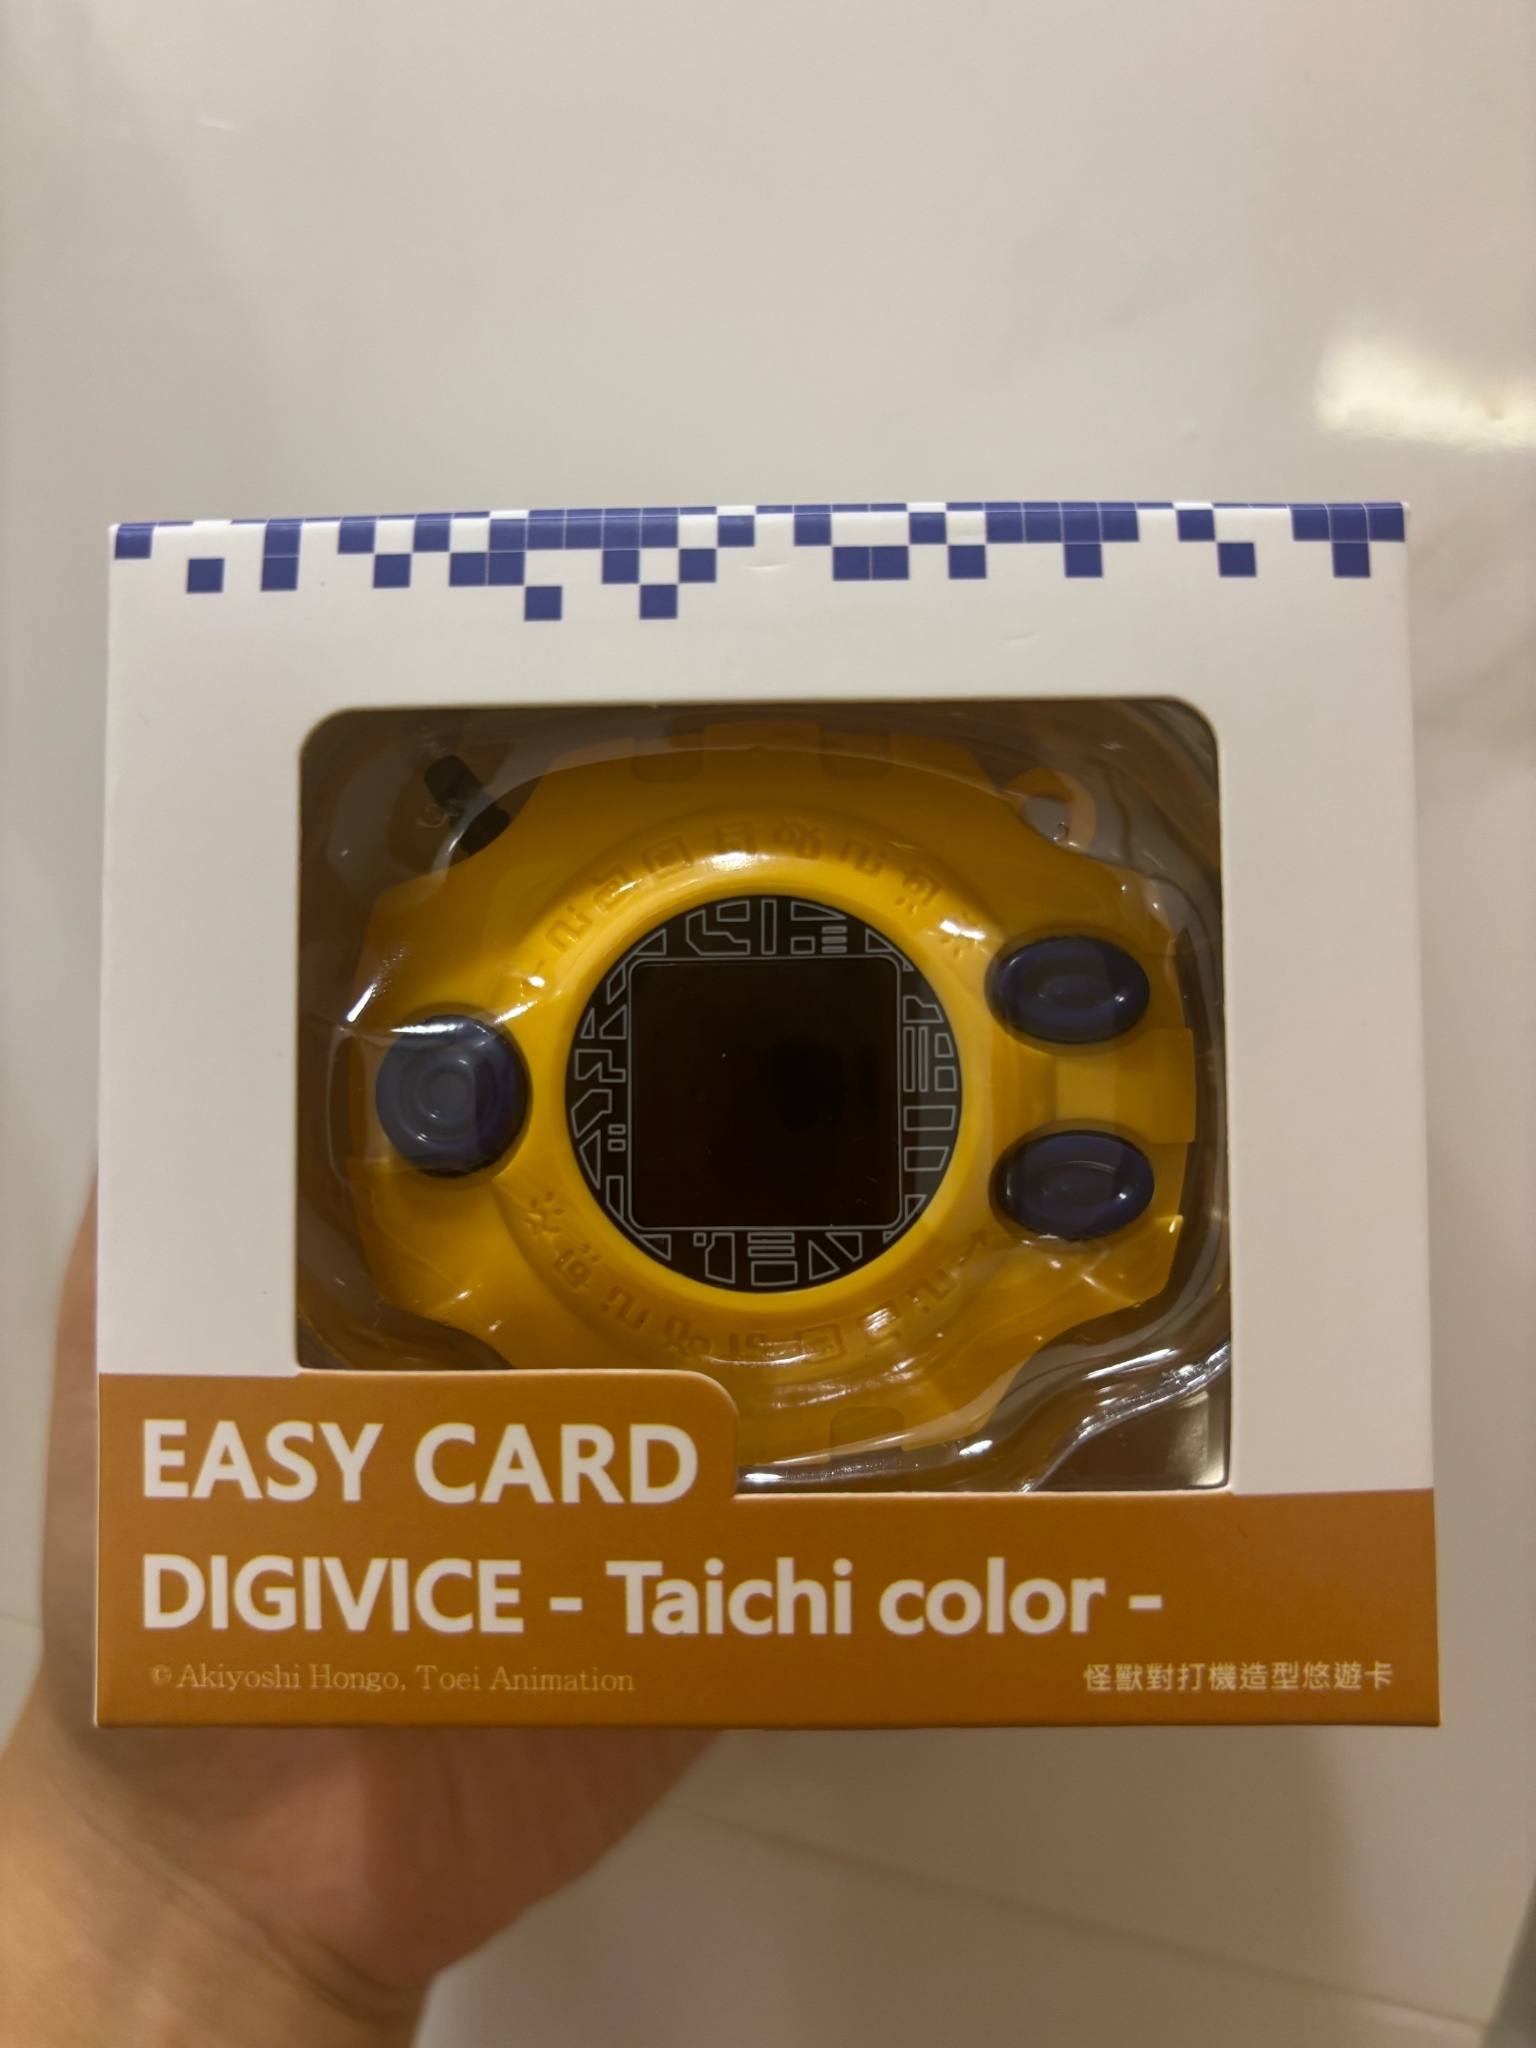 EASY CARD
DIGIVICE - Taichi color -
© Akiyoshi Hongo, Toei Animation
怪獸對打機造型悠遊卡